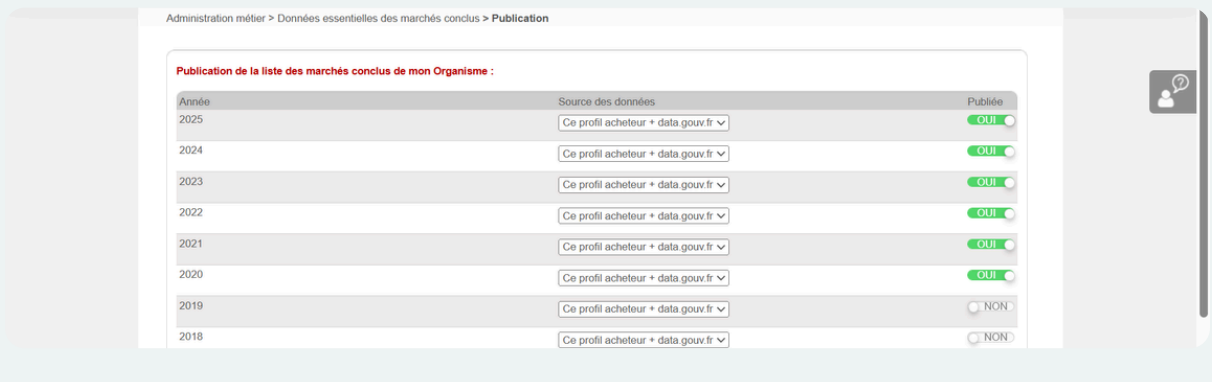 Administration métier > Données essentielles des marchés conclus > Publication
Publication de la liste des marchés conclus de mon Organisme :
Année Source des données Publiée
2025 Ce profil acheteur + data.gouv.fr OUI
2024 Ce profil acheteur + data.gouv.fr OUI
2023 Ce profil acheteur + data.gouv.fr OUI
2022 Ce profil acheteur + data.gouv.fr OUI
2021 Ce profil acheteur + data.gouv.fr OUI
2020 Ce profil acheteur + data.gouv.fr OUI
2019 Ce profil acheteur + data.gouv.fr NON
2018 Ce profil acheteur + data.gouv.fr NON